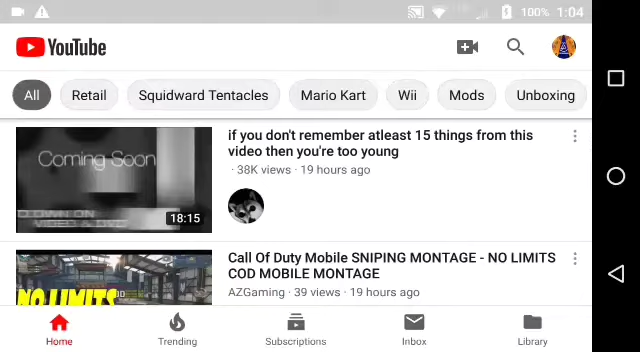 100% 1:04
YouTube
All Retail Squidward Tentacles Mario Kart Wii Mods Unboxing
Coming Soon
18:15
if you don't remember atleast 15 things from this
video then you're too young
· 38K views · 19 hours ago
NO LIMITS
Call Of Duty Mobile SNIPING MONTAGE - NO LIMITS
COD MOBILE MONTAGE
AZGaming · 39 views · 19 hours ago
Home Trending Subscriptions Inbox Library